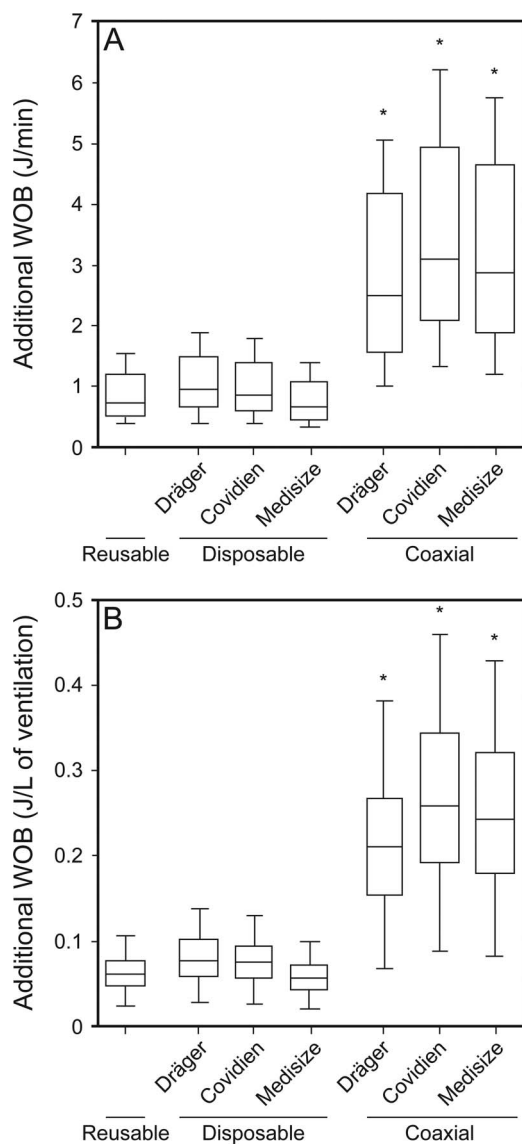 A
7
6
5
4
3
2
1
0
Additional WOB (J/min)
* * *
Dräger Covidien Medisize Dräger Covidien Medisize
Reusable Disposable Coaxial
B
0.5
0.4
0.3
0.2
0.1
0
Additional WOB (J/L of ventilation)
* * *
Dräger Covidien Medisize Dräger Covidien Medisize
Reusable Disposable Coaxial